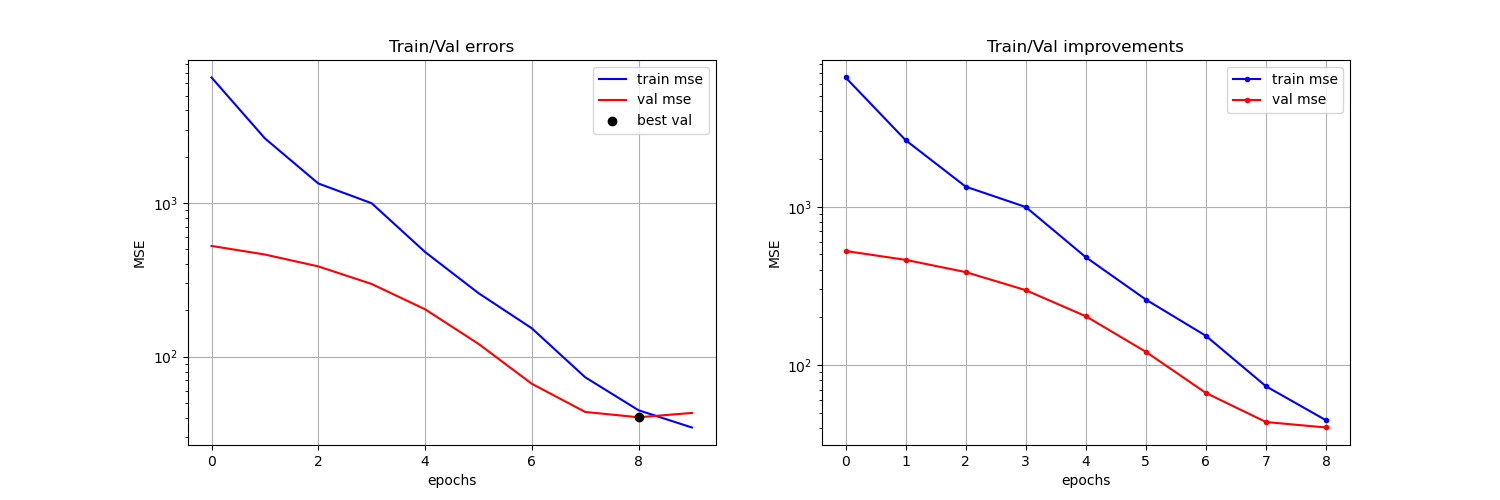 Train/Val errors
train mse
val mse
best val
MSE
10^3
10^2
0 2 4 6 8
epochs
Train/Val improvements
train mse
val mse
MSE
10^3
10^2
0 1 2 3 4 5 6 7 8
epochs